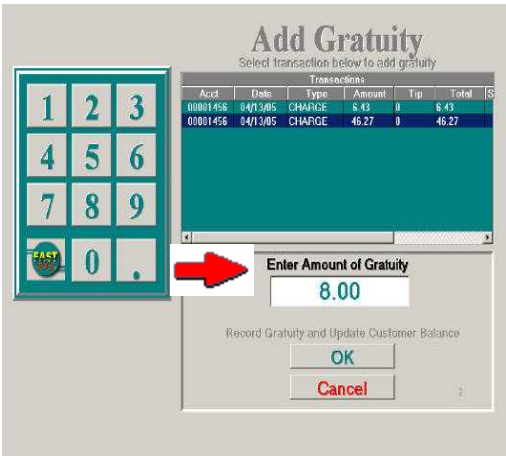 Add Gratuity
Select transaction below to add gratuity
Transactions
Acct Date Type Amount Tip Total S
00001456 04/13/05 CHARGE 6.43 0 6.43
00001456 04/13/05 CHARGE 46.27 0 46.27
1 2 3
4 5 6
7 8 9
FAST 0 .
Enter Amount of Gratuity
8.00
Record Gratuity and Update Customer Balance
OK
Cancel
2